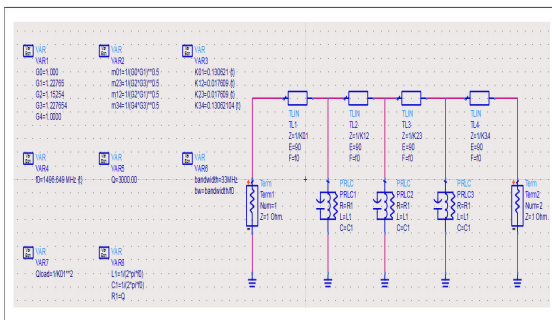 VAR
VAR1
G0=1.000
G1=1.22765
G2=1.15254
G3=1.227654
G4=1.0000
VAR
VAR2
m01=1/(G0*G1)**0.5
m23=1/(G2*G3)**0.5
m12=1/(G1*G2)**0.5
m34=1/(G4*G3)**0.5
VAR
VAR3
K01=0.130621 {t}
K12=0.017609 {t}
K23=0.017609 {t}
K34=0.13062104 {t}
VAR
VAR4
f0=1496.649 MHz {t}
VAR
VAR5
Q=3000.00
VAR
VAR6
bandwidth=33MHz
bw=bandwidth/f0
VAR
VAR7
Qload=1/K01**2
VAR
VAR8
L1=1/(2*pi*f0)
C1=1/(2*pi*f0)
R1=Q
TLIN
TL1
Z=1/K01
E=90
F=f0
TLIN
TL2
Z=1/K12
E=90
F=f0
TLIN
TL3
Z=1/K23
E=90
F=f0
TLIN
TL4
Z=1/K34
E=90
F=f0
Term
Term1
Num=1
Z=1 Ohm
PRLC
PRLC1
R=R1
L=L1
C=C1
PRLC
PRLC2
R=R1
L=L1
C=C1
PRLC
PRLC3
R=R1
L=L1
C=C1
Term
Term2
Num=2
Z=1 Ohm